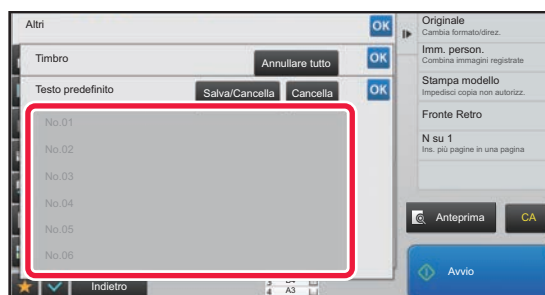 Altri
OK
Timbro
Annullare tutto
OK
Testo predefinito
Salva/Cancella
Cancella
OK
No.01
No.02
No.03
No.04
No.05
No.06
Indietro
3
4 A3
Originale
Cambia formato/direz.
Imm. person.
Combina immagini registrate
Stampa modello
Impedisci copia non autorizz.
Fronte Retro
N su 1
Ins. più pagine in una pagina
Anteprima
CA
Avvio